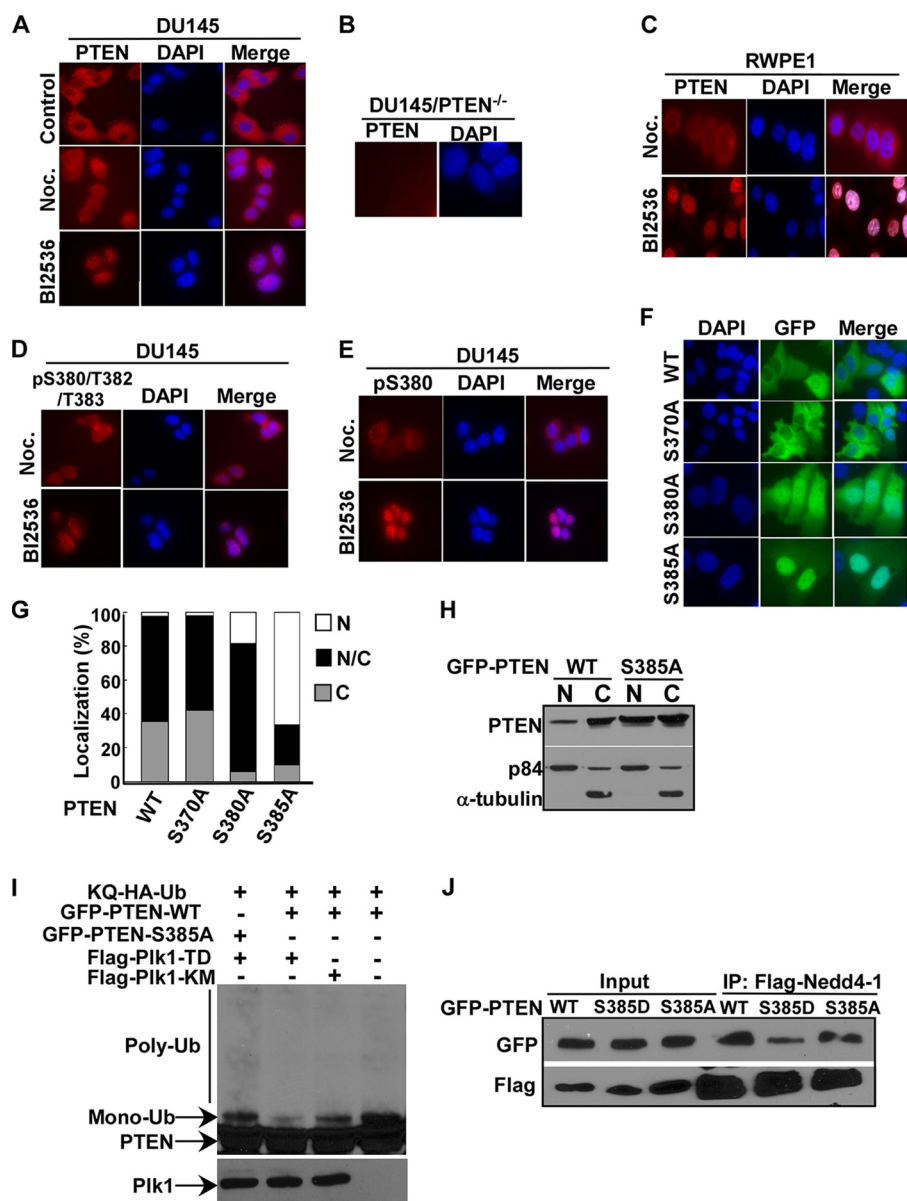 A
DU145
PTEN DAPI Merge
Control
Noc.
BI2536
B
DU145/PTEN-/-
PTEN DAPI
C
RWPE1
PTEN DAPI Merge
Noc.
BI2536
D
DU145
pS380/T382
/T383 DAPI Merge
Noc.
BI2536
E
DU145
pS380 DAPI Merge
Noc.
BI2536
F
DAPI GFP Merge
WT
S370A
S380A
S385A
G
Localization (%)
100
80
60
40
20
0
N
N/C
C
PTEN WT S370A S380A S385A
H
GFP-PTEN WT S385A
N C N C
PTEN
p84
α-tubulin
I
KQ-HA-Ub + + + +
GFP-PTEN-WT - + + +
GFP-PTEN-S385A + - - -
Flag-Plk1-TD + + - -
Flag-Plk1-KM - - + -
Poly-Ub
Mono-Ub
PTEN
Plk1
J
Input IP: Flag-Nedd4-1
GFP-PTEN WT S385D S385A WT S385D S385A
GFP
Flag